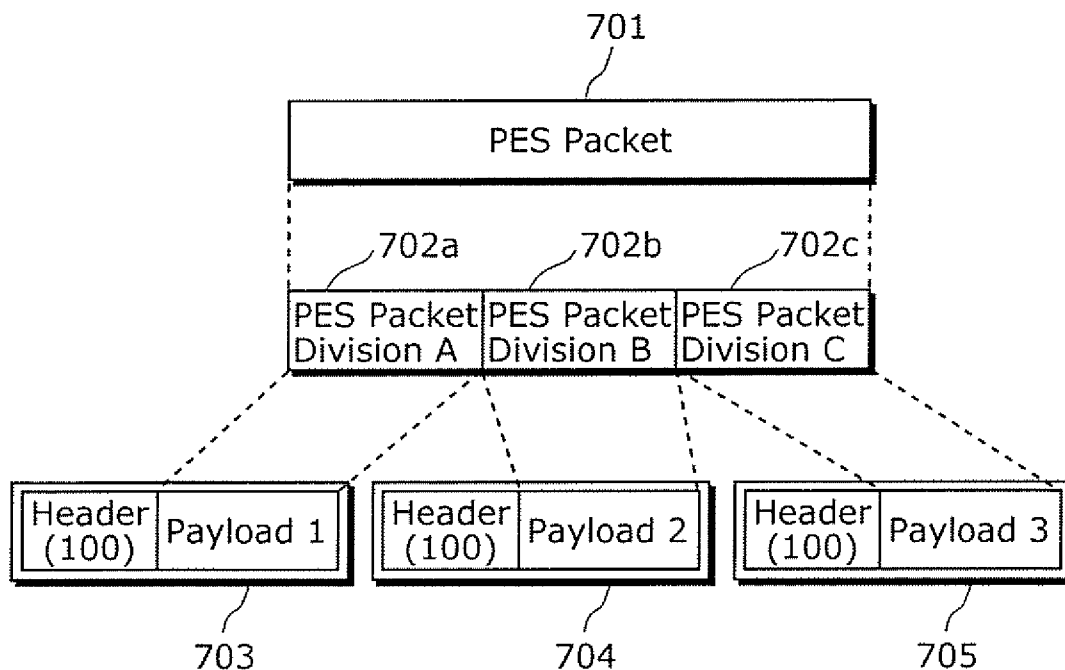 701
PES Packet
702a
702b
702c
PES Packet
Division A
PES Packet
Division B
PES Packet
Division C
Header
(100)
Payload 1
Header
(100)
Payload 2
Header
(100)
Payload 3
703
704
705